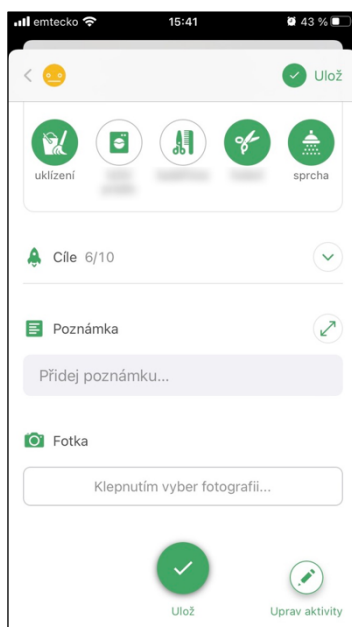 emtecko 15:41 43 %
Ulož
uklízení sprcha
Cíle 6/10
Poznámka
Přidej poznámku...
Fotka
Klepnutím vyber fotografii...
Ulož Uprav aktivity